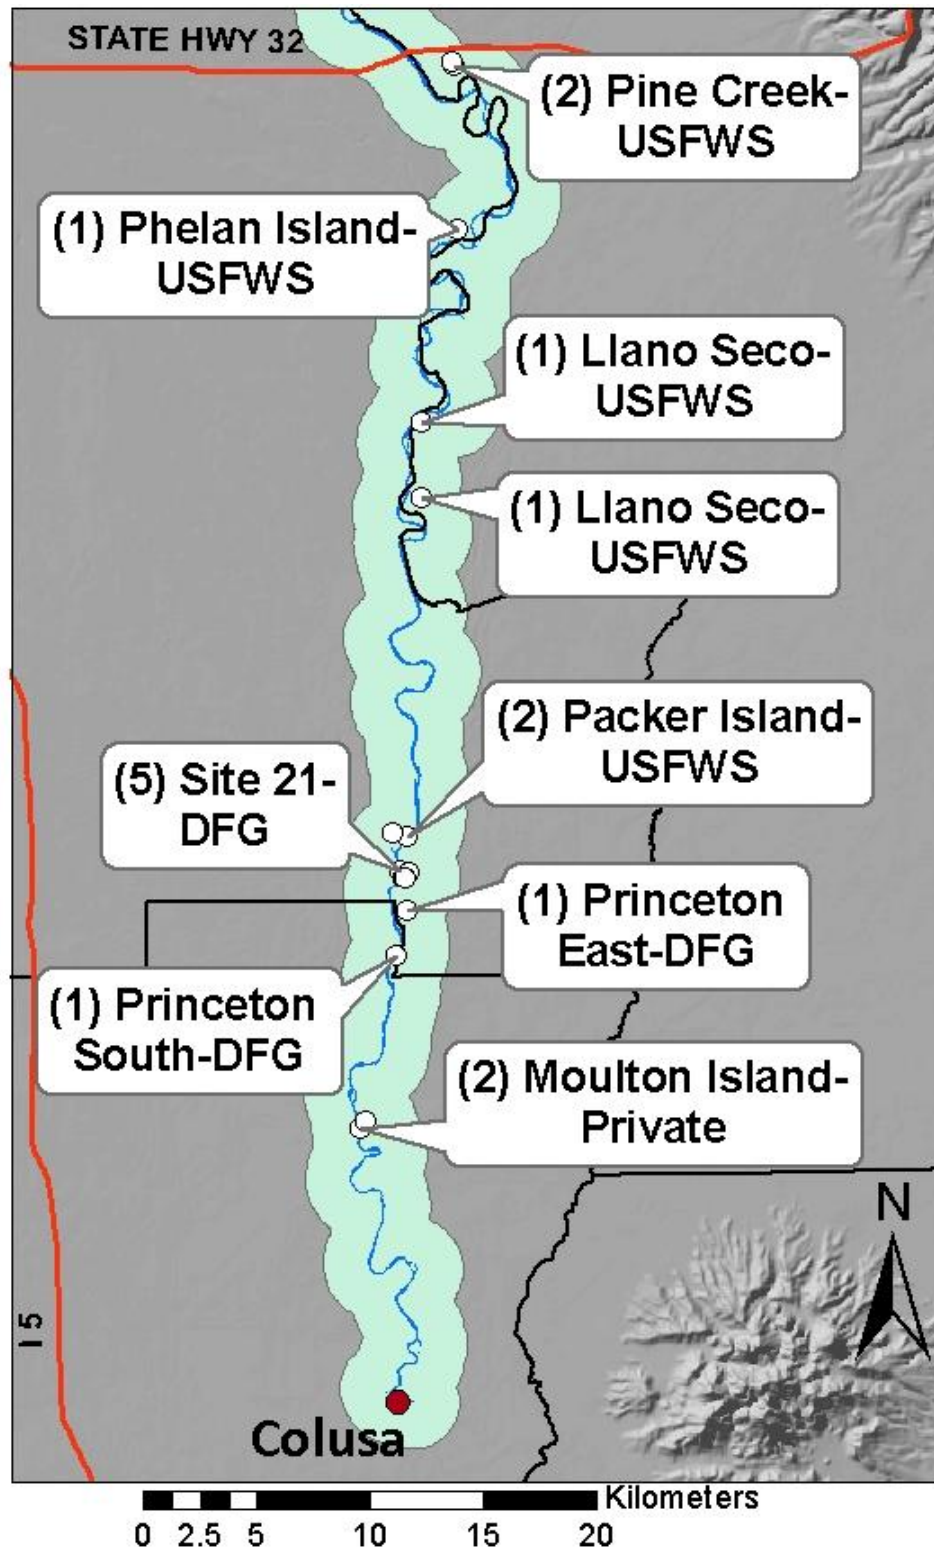 STATE HWY 32
(2) Pine Creek-
USFWS
(1) Phelan Island-
USFWS
(1) Llano Seco-
USFWS
(1) Llano Seco-
USFWS
(2) Packer Island-
USFWS
(5) Site 21-
DFG
(1) Princeton
East-DFG
(1) Princeton
South-DFG
(2) Moulton Island-
Private
N
I 5
Colusa
Kilometers
0 2.5 5 10 15 20